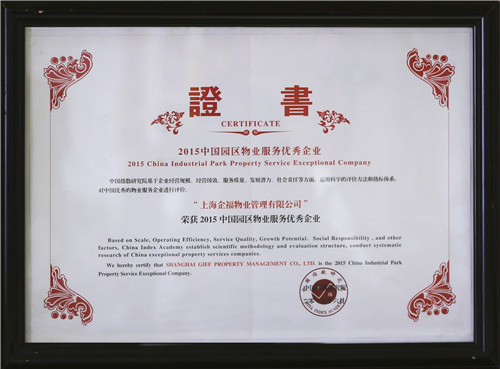 證書
CERTIFICATE
2015中国园区物业服务优秀企业
2015 China Industrial Park Property Service Exceptional Company
中国指数研究院基于企业经营规模、经营绩效、服务质量、发展潜力、社会责任等方面，运用科学的评价方法和指标体系，
对中国优秀的物业服务企业进行评价。
“上海企福物业管理有限公司”
荣获 2015 中国园区物业服务优秀企业
Based on Scale, Operating Efficiency, Service Quality, Growth Potential. Social Responsibility , and other
factors, China Index Academy establish scientific methodology and evaluation structure, conduct systematic
research of China exceptional property services companies.
We hereby certify that SHANGHAI GIEF PROPERTY MANAGEMENT CO., LTD. is the 2015 China Industrial Park
Property Service Exceptional Company.
CHINA INDEX ACADEMY